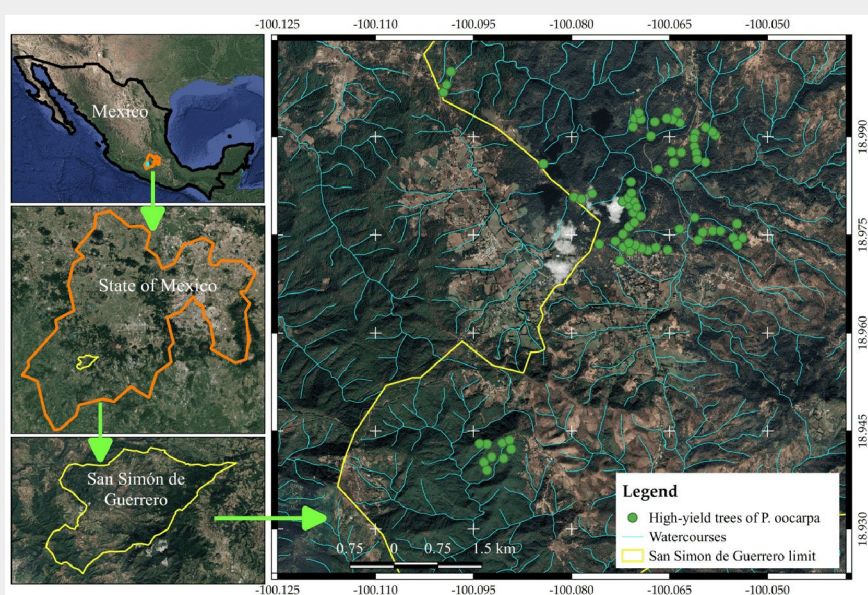 -100.125 -100.110 -100.095 -100.080 -100.065 -100.050
Mexico
State of Mexico
San Simón de
Guerrero
18.990
18.975
18.960
18.945
18.930
Legend
High-yield trees of P. oocarpa
Watercourses
San Simon de Guerrero limit
0.75 0 0.75 1.5 km
-100.125 -100.110 -100.095 -100.080 -100.065 -100.050